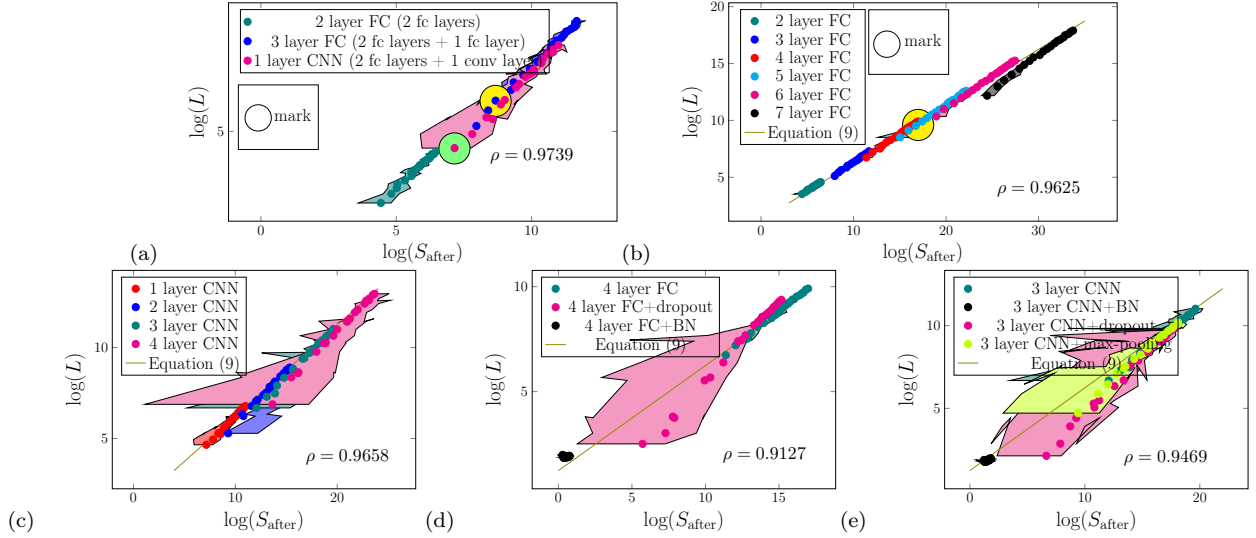 2 layer FC (2 fc layers)
3 layer FC (2 fc layers + 1 fc layer)
1 layer CNN (2 fc layers + 1 conv layer)
mark
ρ = 0.9739
log(L)
5
0
5
10
log(S_after)
(a)
2 layer FC
3 layer FC
4 layer FC
5 layer FC
6 layer FC
7 layer FC
Equation (9)
mark
ρ = 0.9625
log(L)
20
15
10
5
0
10
20
30
log(S_after)
(b)
1 layer CNN
2 layer CNN
3 layer CNN
4 layer CNN
Equation (9)
ρ = 0.9658
log(L)
10
5
0
10
20
log(S_after)
(c)
4 layer FC
4 layer FC+dropout
4 layer FC+BN
Equation (9)
ρ = 0.9127
log(L)
10
5
0
5
10
15
log(S_after)
(d)
3 layer CNN
3 layer CNN+BN
3 layer CNN+dropout
3 layer CNN+max-pooling
Equation (9)
ρ = 0.9469
log(L)
10
5
0
10
20
log(S_after)
(e)